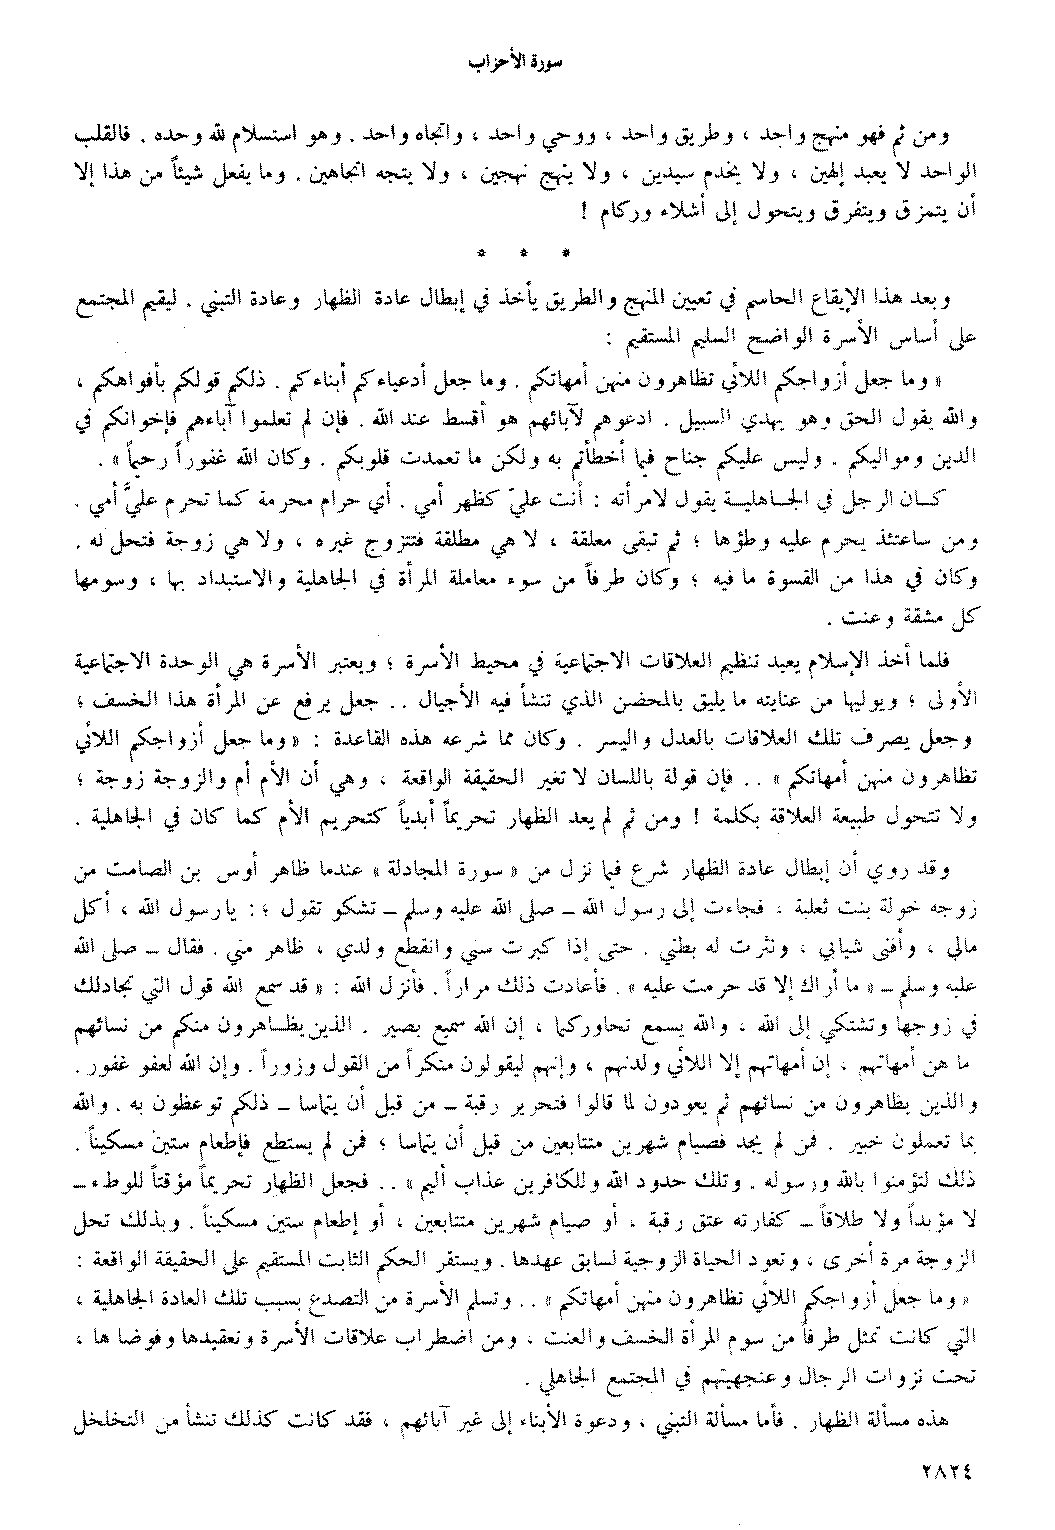 سورة الأحزاب
ومن ثم فهو منهج واحد ، وطريق واحد ، ووحي واحد ، واتجاه واحد . وهو استسلام لله وحده . فالقلب
الواحد لا يعبد إلهين ، ولا يخدم سيدين ، ولا ينهج نهجين ، ولا يتجه اتجاهين . وما يفعل شيئاً من هذا إلا
أن يتمزق ويتفرق ويتحول إلى أشلاء وركام !
* * *
وبعد هذا الإيقاع الحاسم في تعيين المنهج والطريق يأخذ في إبطال عادة الظهار وعادة التبني . ليقيم المجتمع
على أساس الأسرة الواضح السليم المستقيم :
« وما جعل أزواجكم اللائي تظاهرون منهن أمهاتكم . وما جعل أدعياءكم أبناءكم . ذلكم قولكم بأفواهكم ،
والله يقول الحق وهو يهدي السبيل . ادعوهم لآبائهم هو أقسط عند الله . فإن لم تعلموا آباءهم فإخوانكم في
الدين ومواليكم . وليس عليكم جناح فيما أخطأتم به ولكن ما تعمدت قلوبكم . وكان الله غفوراً رحيماً » .
كـان الرجل في الجـاهليـة يقول لامرأته : أنت عليّ كظهر أمي . أي حرام محرمة كما تحرم عليَّ أمي .
ومن ساعتئذ يحرم عليه وطؤها ؛ ثم تبقى معلقة ، لا هي مطلقة فتتزوج غيره ، ولا هي زوجة فتحل له .
وكان في هذا من القسوة ما فيه ؛ وكان طرفاً من سوء معاملة المرأة في الجاهلية والاستبداد بها ، وسومها
كل مشقة وعنت .
فلما أخذ الإسلام يعيد تنظيم العلاقات الاجتماعية في محيط الأسرة ؛ ويعتبر الأسرة هي الوحدة الاجتماعية
الأولى ؛ ويوليها من عنايته ما يليق بالمحضن الذي تنشأ فيه الأجيال .. جعل يرفع عن المرأة هذا الخسف ؛
وجعل يصرف تلك العلاقات بالعدل واليسر . وكان مما شرعه هذه القاعدة : « وما جعل أزواجكم اللائي
تظاهرون منهن أمهاتكم » .. فإن قولة باللسان لا تغير الحقيقة الواقعة ، وهي أن الأم أم والزوجة زوجة ؛
ولا تتحول طبيعة العلاقة بكلمة ! ومن ثم لم يعد الظهار تحريماً أبدياً كتحريم الأم كما كان في الجاهلية .
وقد روي أن إبطال عادة الظهار شرع فيما نزل من « سورة المجادلة » عندما ظاهر أوس بن الصامت من
زوجه خولة بنت ثعلبة ، فجاءت إلى رسول الله – صلى الله عليه وسلم – تشكو تقول ؛ : يا رسول الله ، أكل
مالي ، وأفنى شبابي ، ونثرت له بطني . حتى إذا كبرت سني وانقطع ولدي ، ظاهر مني . فقال – صلى الله
عليه وسلم – « ما أراك إلا قد حرمت عليه » . فأعادت ذلك مراراً . فأنزل الله : « قد سمع الله قول التي تجادلك
في زوجها وتشتكي إلى الله ، والله يسمع تحاوركما ، إن الله سميع بصير . الذين يظـاهرون منكم من نسائهم
ما هن أمهاتهم ، إن أمهاتهم إلا اللائي ولدنهم ، وإنهم ليقولون منكراً من القول وزوراً . وإن الله لعفو غفور .
والذين يظاهرون من نسائهم ثم يعودون لما قالوا فتحرير رقبة – من قبل أن يتماسا – ذلكم توعظون به . والله
بما تعملون خبير . فمن لم يجد فصيام شهرين متتابعين من قبل أن يتماسا ؛ فمن لم يستطع فإطعام ستين مسكيناً .
ذلك لتؤمنوا بالله ورسوله . وتلك حدود الله وللكافرين عذاب أليم » .. فجعل الظهار تحريماً مؤقتاً للوطء –
لا مؤبداً ولا طلاقاً – كفارته عتق رقبة ، أو صيام شهرين متتابعين ، أو إطعام ستين مسكيناً . وبذلك تحل
الزوجة مرة أخرى ، وتعود الحياة الزوجية لسابق عهدها . ويستقر الحكم الثابت المستقيم على الحقيقة الواقعة :
« وما جعل أزواجكم اللائي تظاهرون منهن أمهاتكم » .. وتسلم الأسرة من التصدع بسبب تلك العادة الجاهلية ،
التي كانت تمثل طرفاً من سوم المرأة الخسف والعنت ، ومن اضطراب علاقات الأسرة وتعقيدها وفوضاها ،
تحت نزوات الرجال وعنجهيتهم في المجتمع الجاهلي .
هذه مسألة الظهار . فأما مسألة التبني ، ودعوة الأبناء إلى غير آبائهم ، فقد كانت كذلك تنشأ من التخلخل
٢٨٢٤